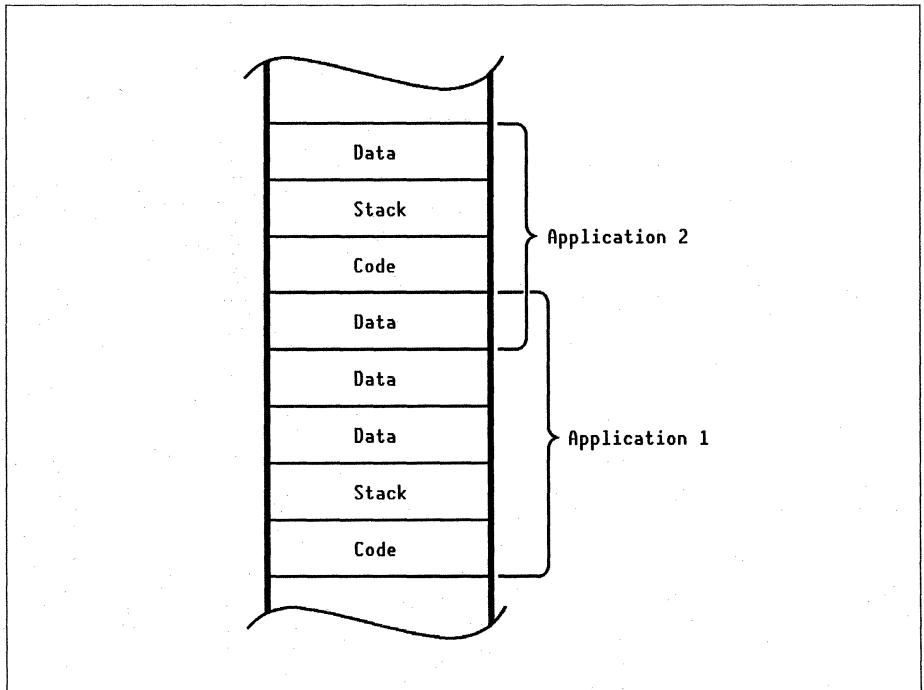 Data
Stack
Application 2
Code
Data
Data
Data
Application 1
Stack
Code